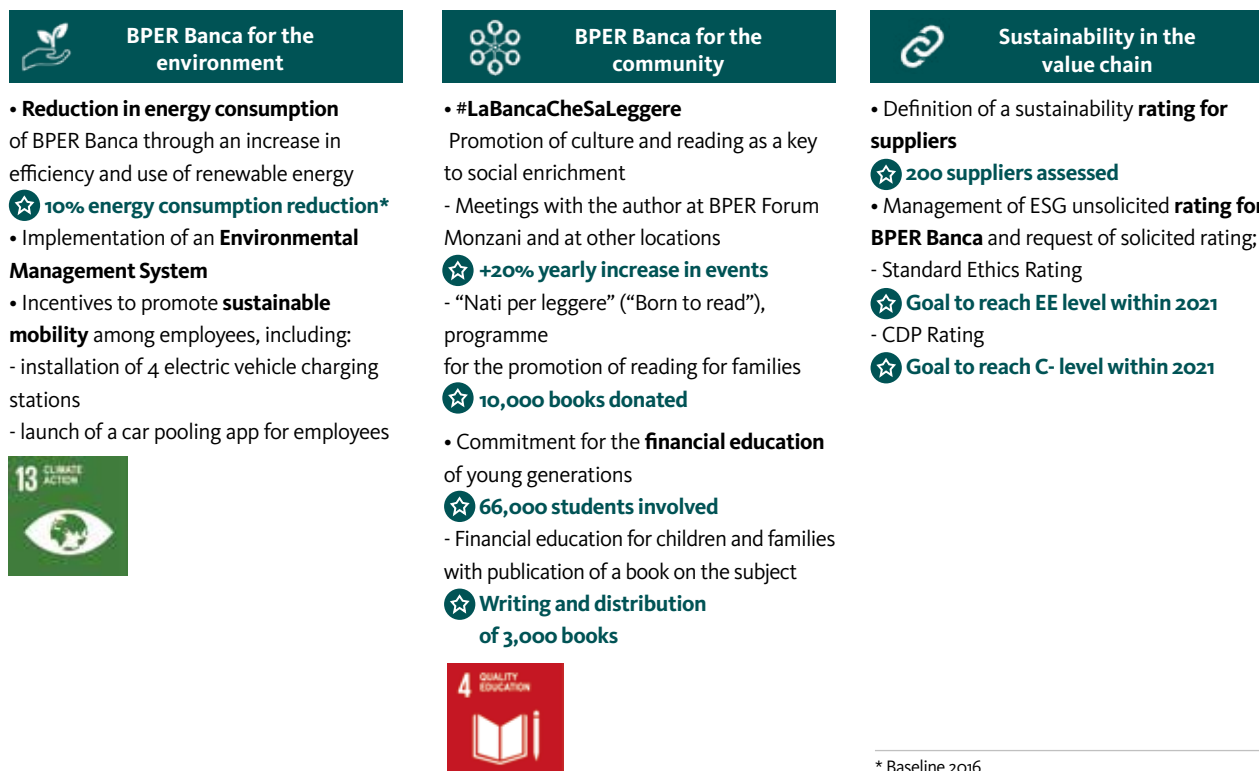 BPER Banca for the
environment
• Reduction in energy consumption
of BPER Banca through an increase in
efficiency and use of renewable energy
10% energy consumption reduction*
• Implementation of an Environmental
Management System
• Incentives to promote sustainable
mobility among employees, including:
- installation of 4 electric vehicle charging
stations
- launch of a car pooling app for employees
13 CLIMATE
ACTION
BPER Banca for the
community
• #LaBancaCheSaLeggere
Promotion of culture and reading as a key
to social enrichment
- Meetings with the author at BPER Forum
Monzani and at other locations
+20% yearly increase in events
- “Nati per leggere” (“Born to read”),
programme
for the promotion of reading for families
10,000 books donated
• Commitment for the financial education
of young generations
66,000 students involved
- Financial education for children and families
with publication of a book on the subject
Writing and distribution
of 3,000 books
4 QUALITY
EDUCATION
Sustainability in the
value chain
• Definition of a sustainability rating for
suppliers
200 suppliers assessed
• Management of ESG unsolicited rating for
BPER Banca and request of solicited rating;
- Standard Ethics Rating
Goal to reach EE level within 2021
- CDP Rating
Goal to reach C- level within 2021
* Baseline 2016